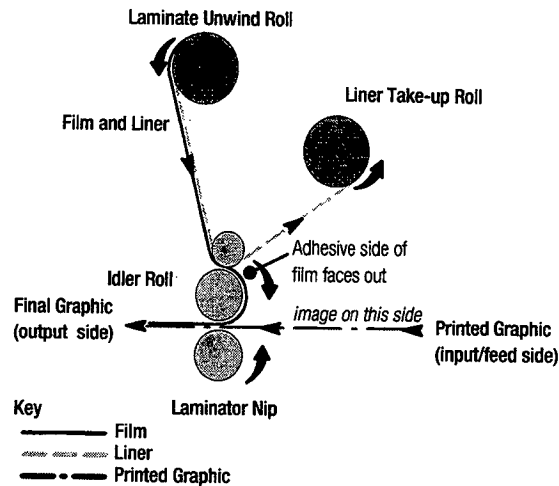 Laminate Unwind Roll
Liner Take-up Roll
Film and Liner
Adhesive side of
film faces out
Idler Roll
Final Graphic
(output side)
image on this side
Printed Graphic
(input/feed side)
Laminator Nip
Key
Film
Liner
Printed Graphic